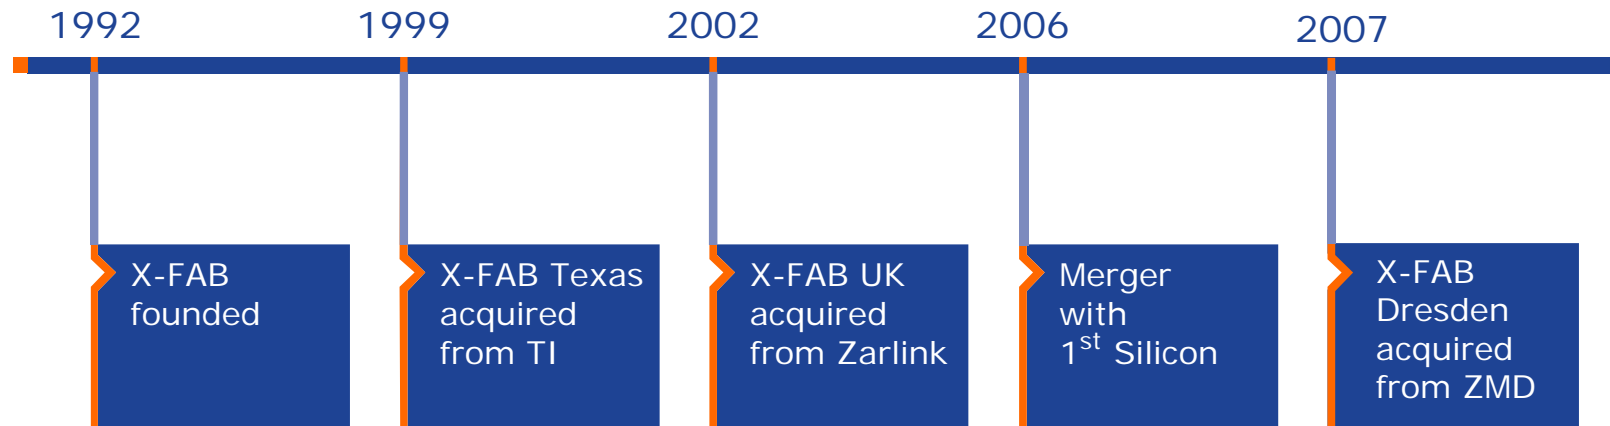 1992
1999
2002
2006
2007
X-FAB
founded
X-FAB Texas
acquired
from TI
X-FAB UK
acquired
from Zarlink
Merger
with
1st Silicon
X-FAB
Dresden
acquired
from ZMD